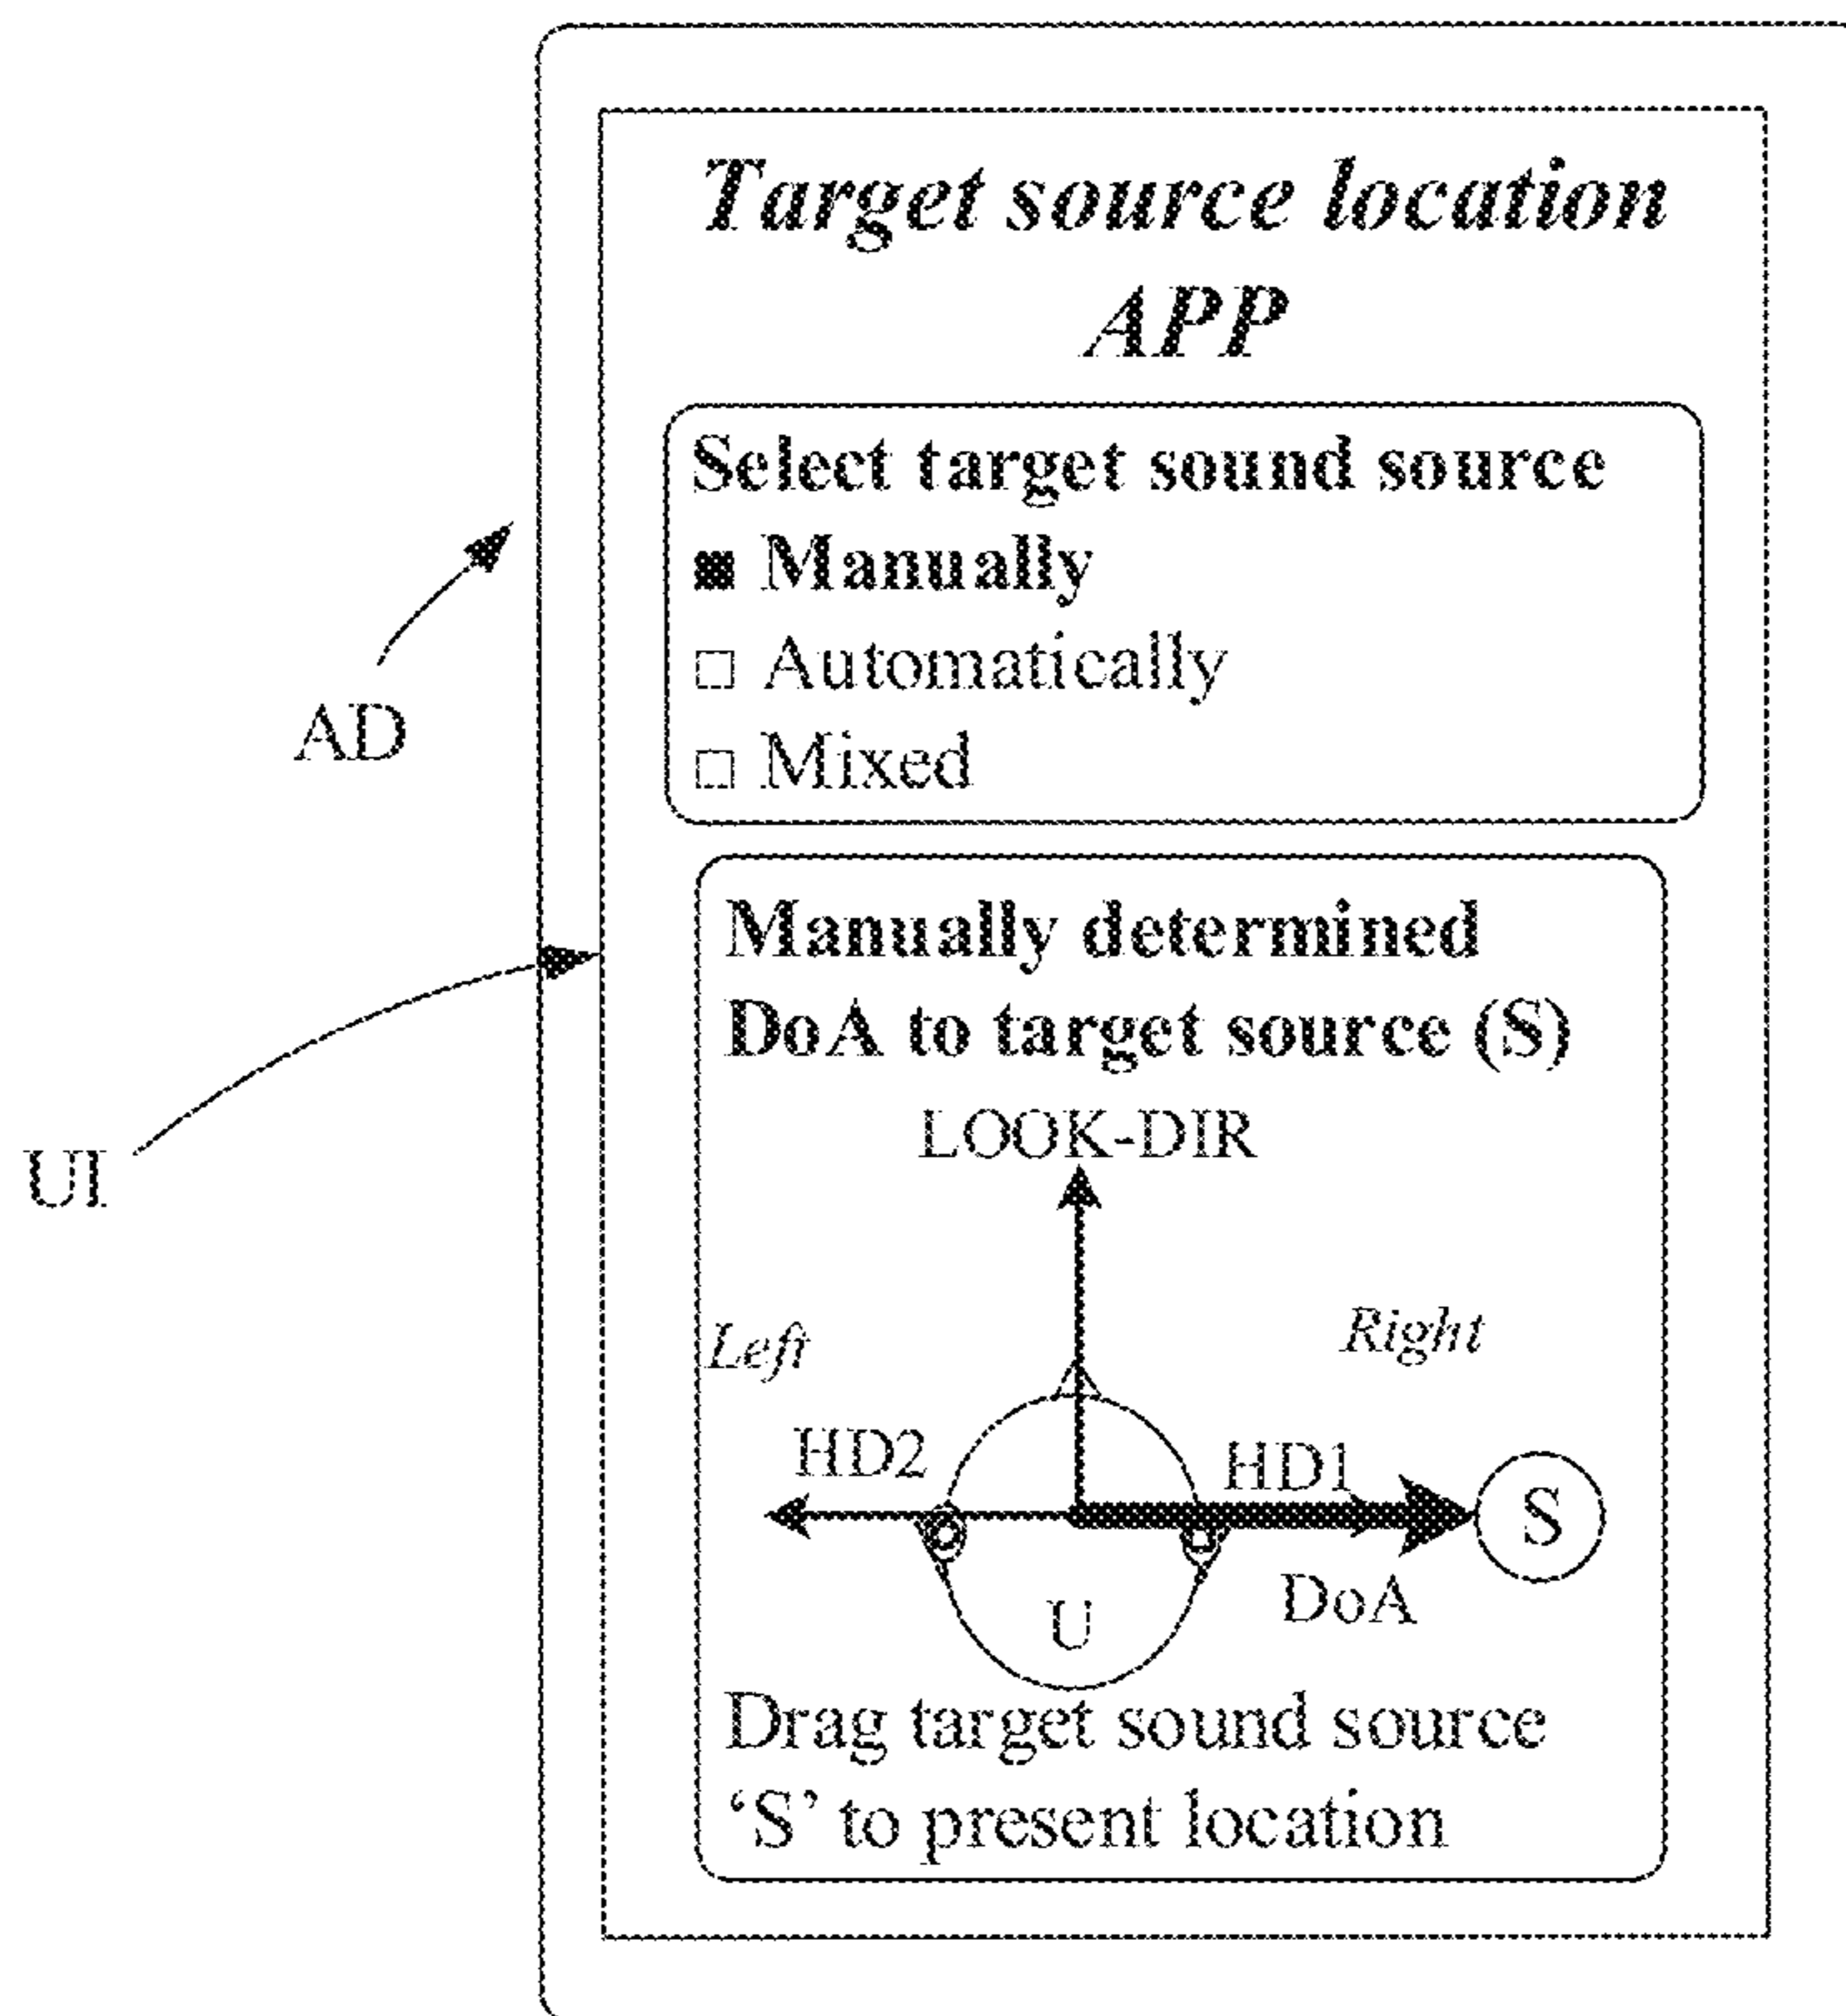 Target source location
APP
Select target sound source
Manually
Automatically
Mixed
AD
Manually determined
DoA to target source (S)
LOOK-DIR
UI
Left
Right
HD2
HD1
S
DoA
U
Drag target sound source
‘S’ to present location